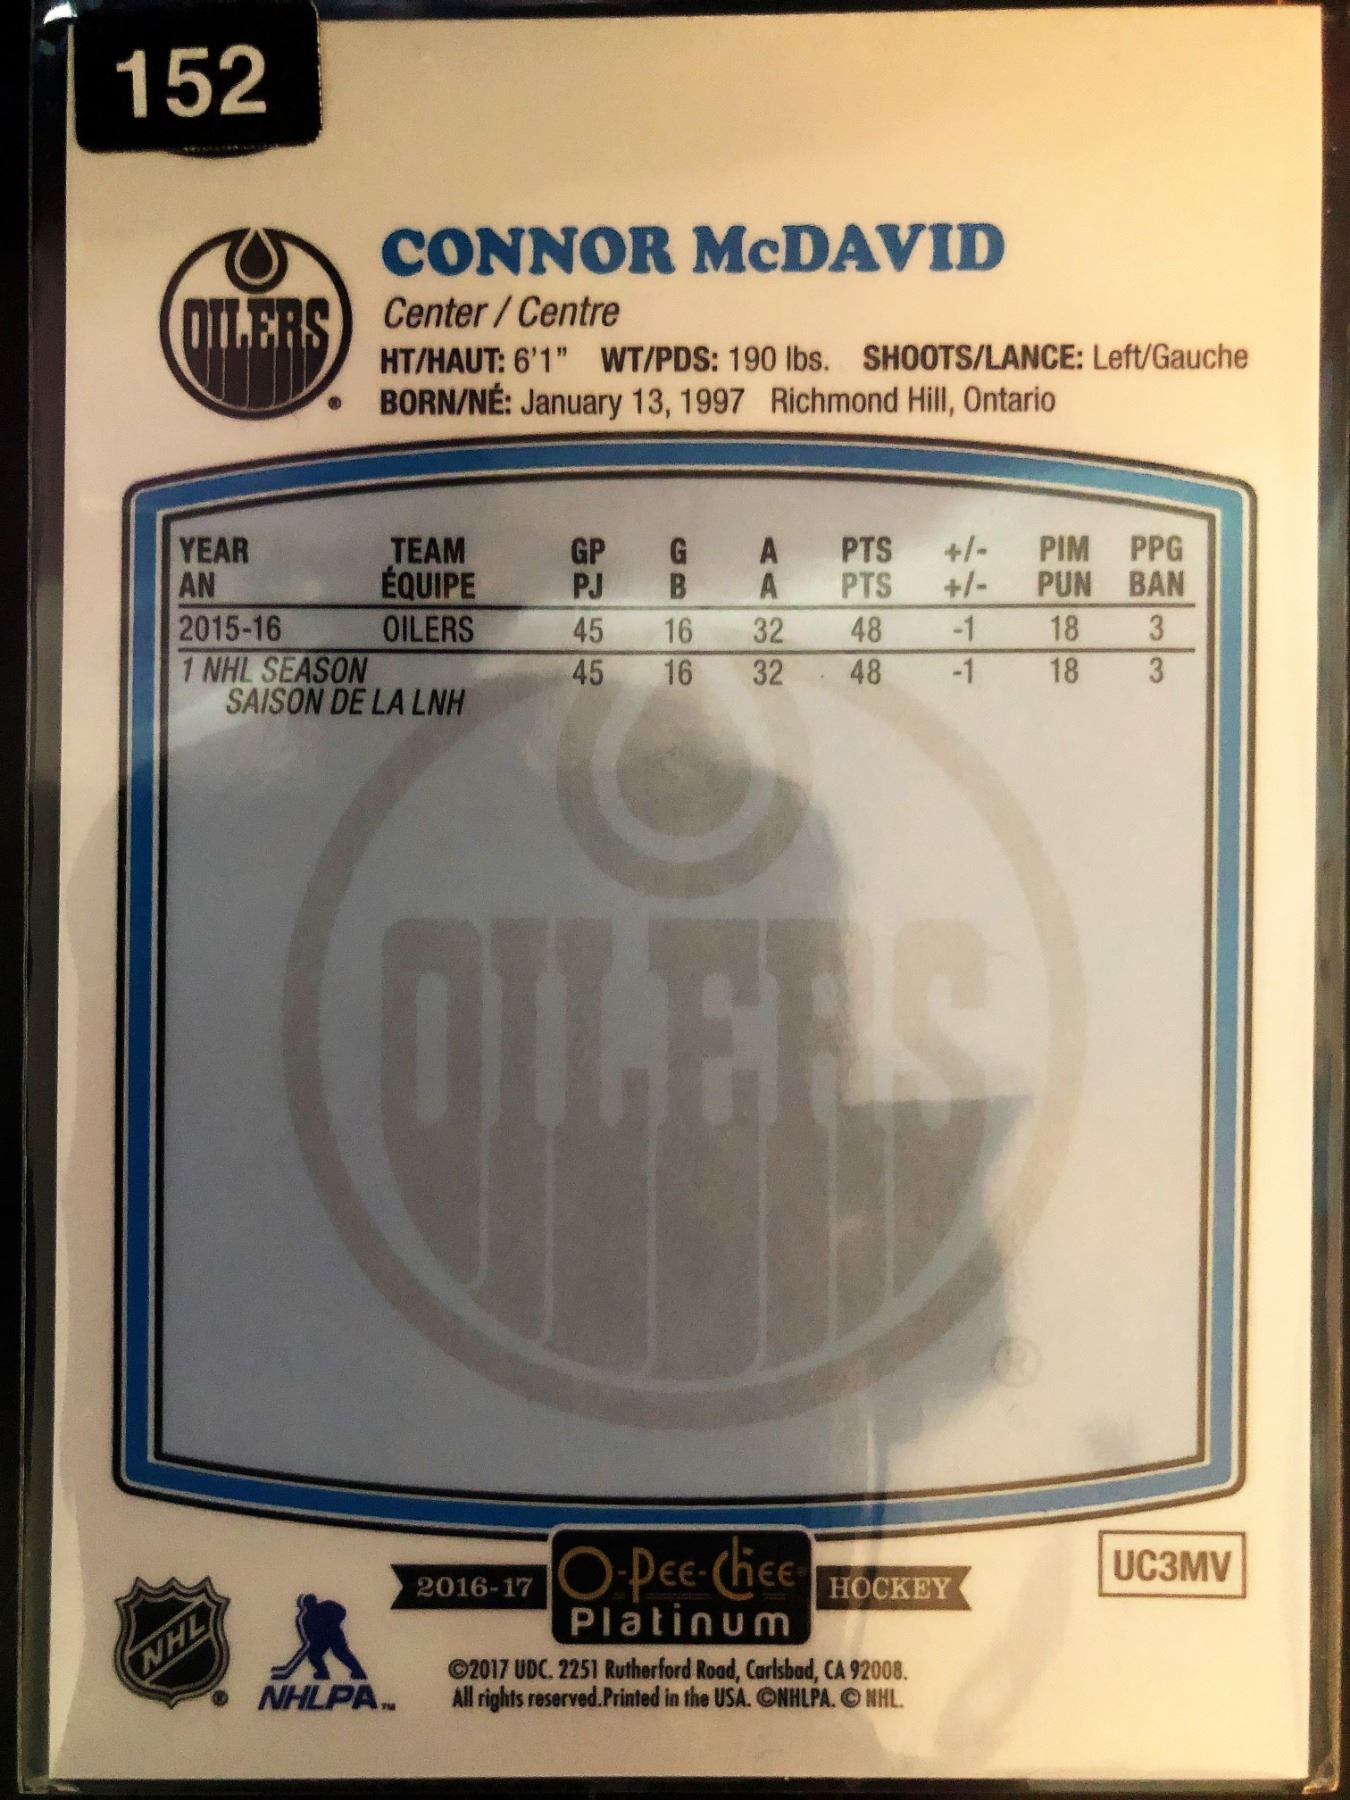 152
OILERS
®
CONNOR McDAVID
Center / Centre
HT/HAUT: 6'1" WT/PDS: 190 lbs. SHOOTS/LANCE: Left/Gauche
BORN/NÉ: January 13, 1997 Richmond Hill, Ontario
YEAR TEAM GP G A PTS +/- PIM PPG
AN ÉQUIPE PJ B A PTS +/- PUN BAN
2015-16 OILERS 45 16 32 48 -1 18 3
1 NHL SEASON 45 16 32 48 -1 18 3
SAISON DE LA LNH
OILERS
®
UC3MV
2016-17 O-Pee-Chee HOCKEY
Platinum
NHL ®
NHLPA™
©2017 UDC. 2251 Rutherford Road, Carlsbad, CA 92008.
All rights reserved.Printed in the USA. ©NHLPA. © NHL.